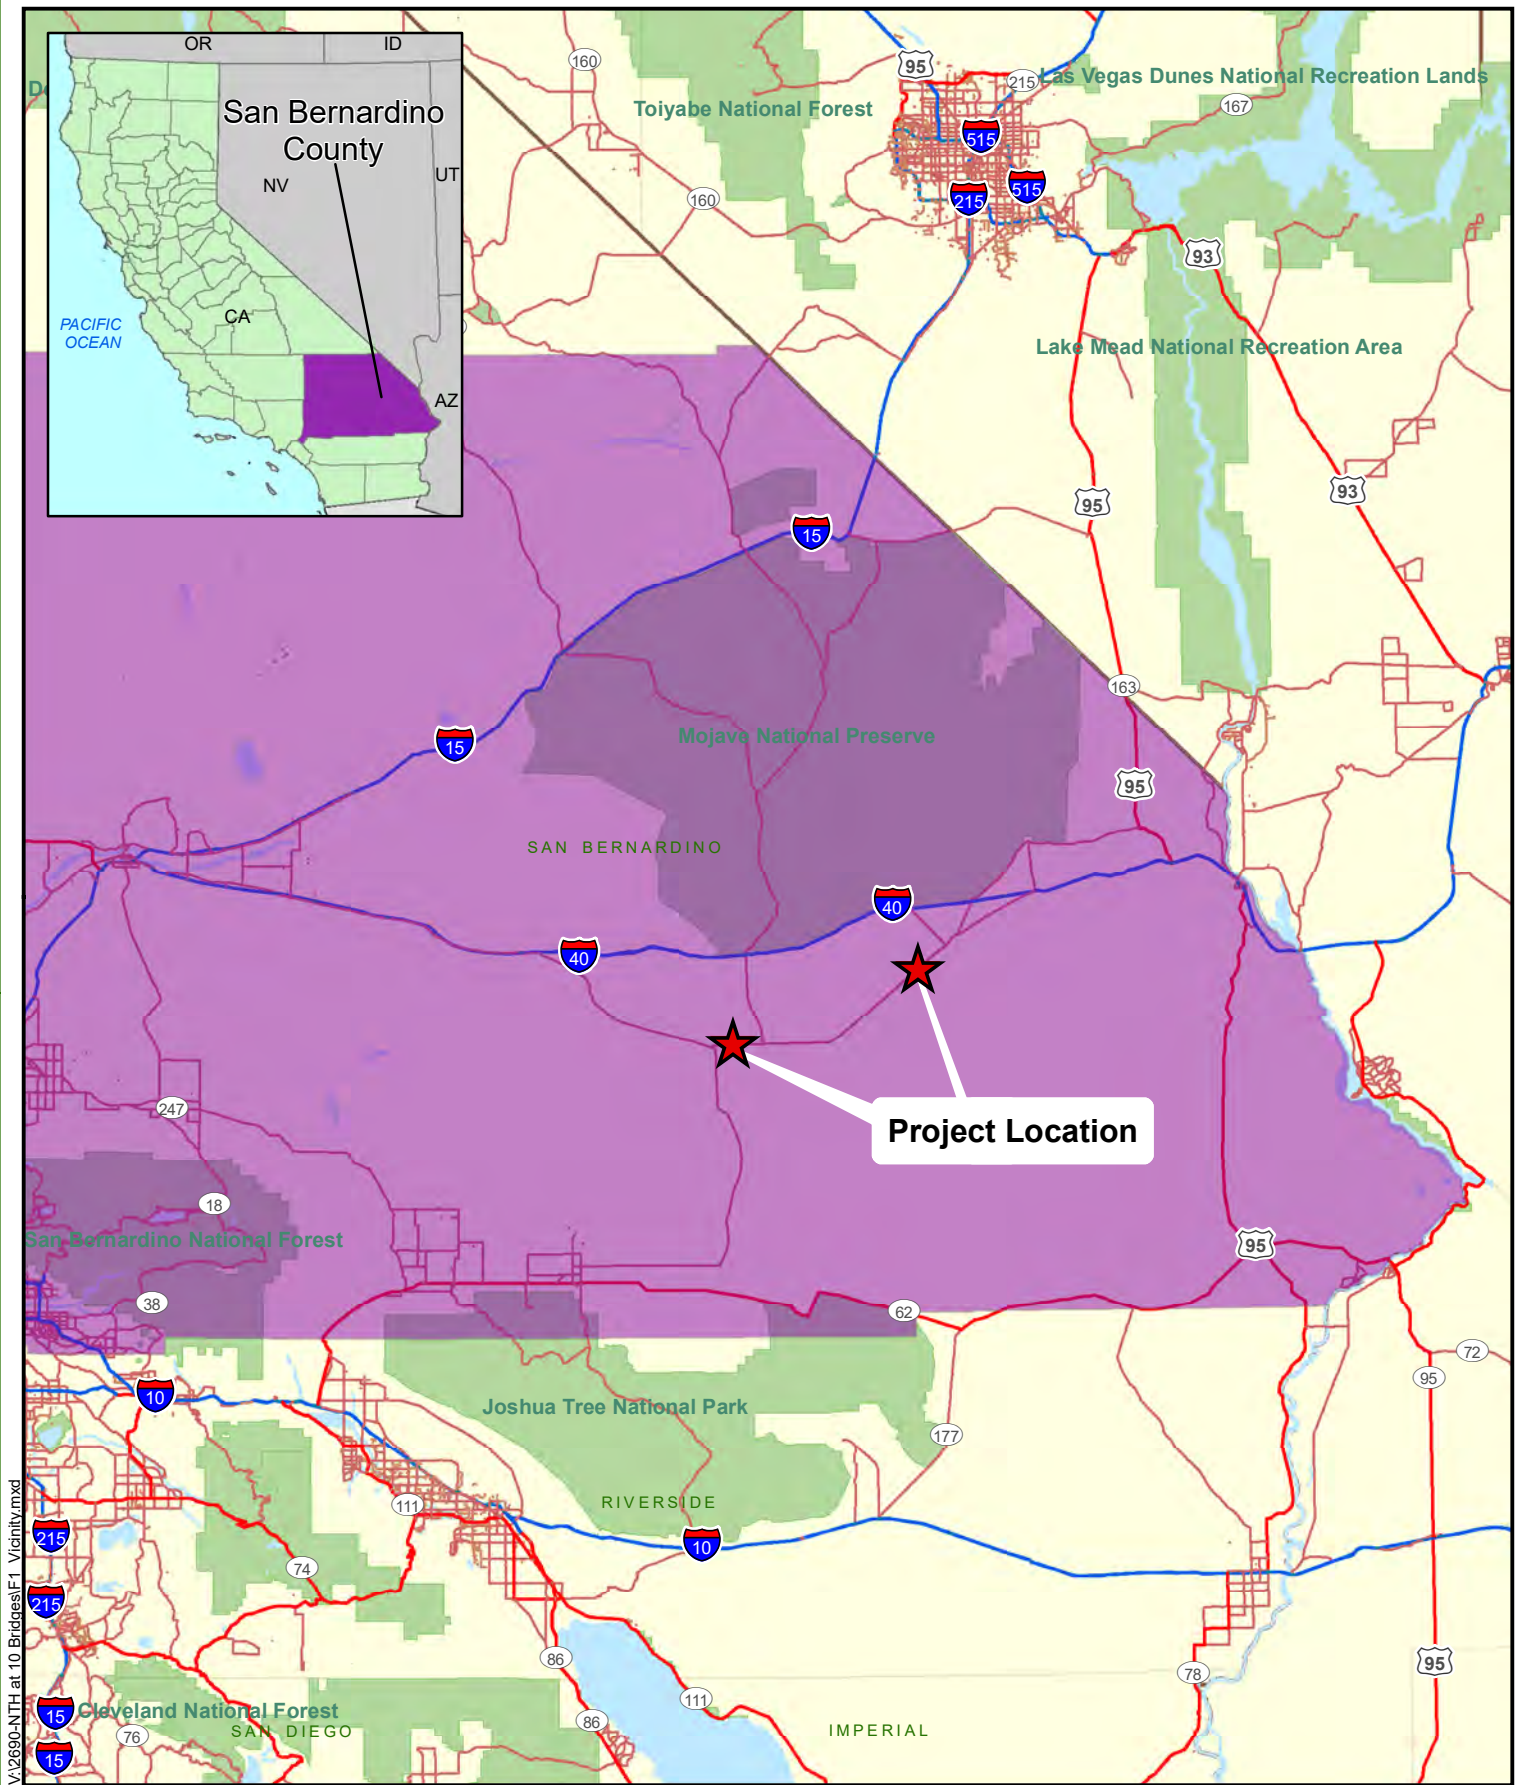 OR
ID
San Bernardino
County
NV
UT
CA
PACIFIC
OCEAN
AZ
160
95
215
Las Vegas Dunes National Recreation Lands
Toiyabe National Forest
167
515
515
215
160
93
Lake Mead National Recreation Area
95
93
15
163
Mojave National Preserve
15
95
SAN BERNARDINO
40
40
Project Location
247
18
San Bernardino National Forest
95
38
62
72
10
95
Joshua Tree National Park
177
RIVERSIDE
111
215
10
74
215
86
95
78
111
Cleveland National Forest
15
86
SAN DIEGO
IMPERIAL
76
15
V:\2690-NTH at 10 Bridges\F1_Vicinity.mxd